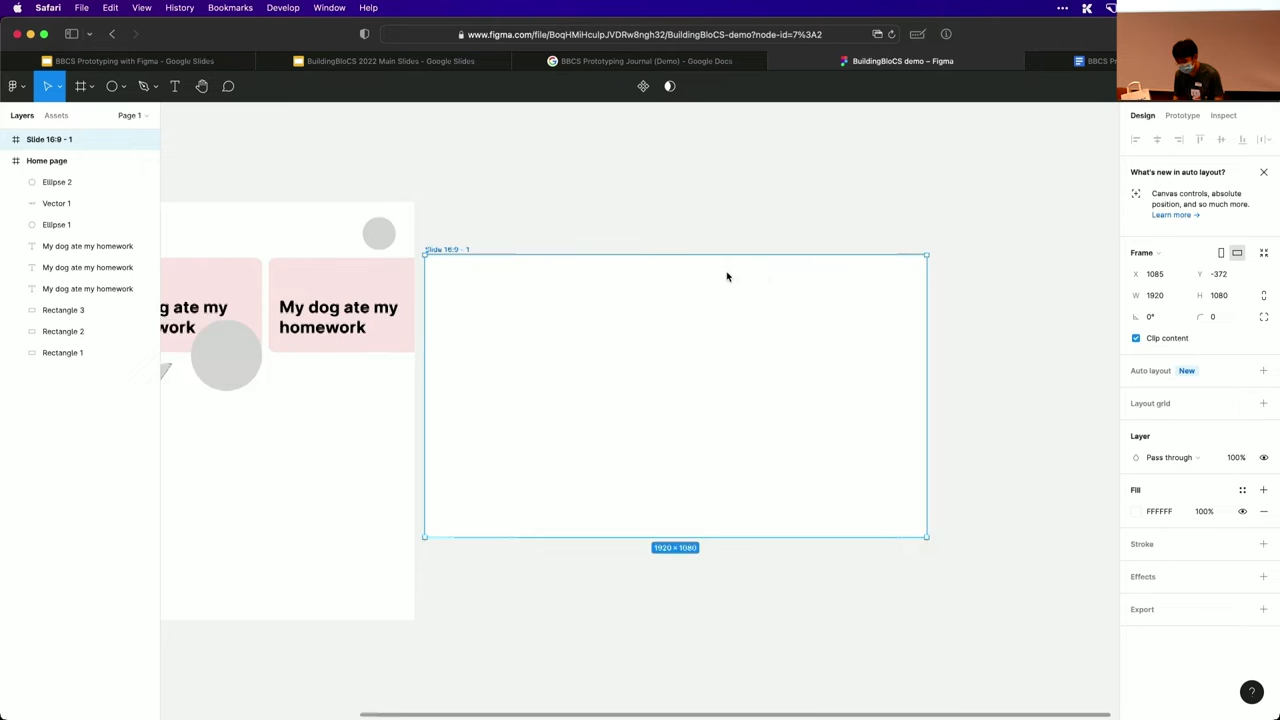 Safari File Edit View History Bookmarks Develop Window Help
www.figma.com/file/BoqHMiHculpJVDRw8ngh32/BuildingBloCS-demo?node-id=7%3A2
BBCS Prototyping with Figma - Google Slides
BuildingBloCS 2022 Main Slides - Google Slides
BBCS Prototyping Journal (Demo) - Google Docs
BuildingBloCS demo – Figma
BBCS Pr
Layers Assets Page 1
Slide 16:9 - 1
Home page
Ellipse 2
Vector 1
Ellipse 1
My dog ate my homework
My dog ate my homework
My dog ate my homework
Rectangle 3
Rectangle 2
Rectangle 1
g ate my
work
My dog ate my
homework
Slide 16:9 - 1
1920 × 1080
Design Prototype Inspect
What's new in auto layout?
Canvas controls, absolute
position, and so much more.
Learn more →
Frame
X 1085 Y -372
W 1920 H 1080
0° 0
Clip content
Auto layout New
Layout grid
Layer
Pass through 100%
Fill
FFFFFF 100%
Stroke
Effects
Export
?